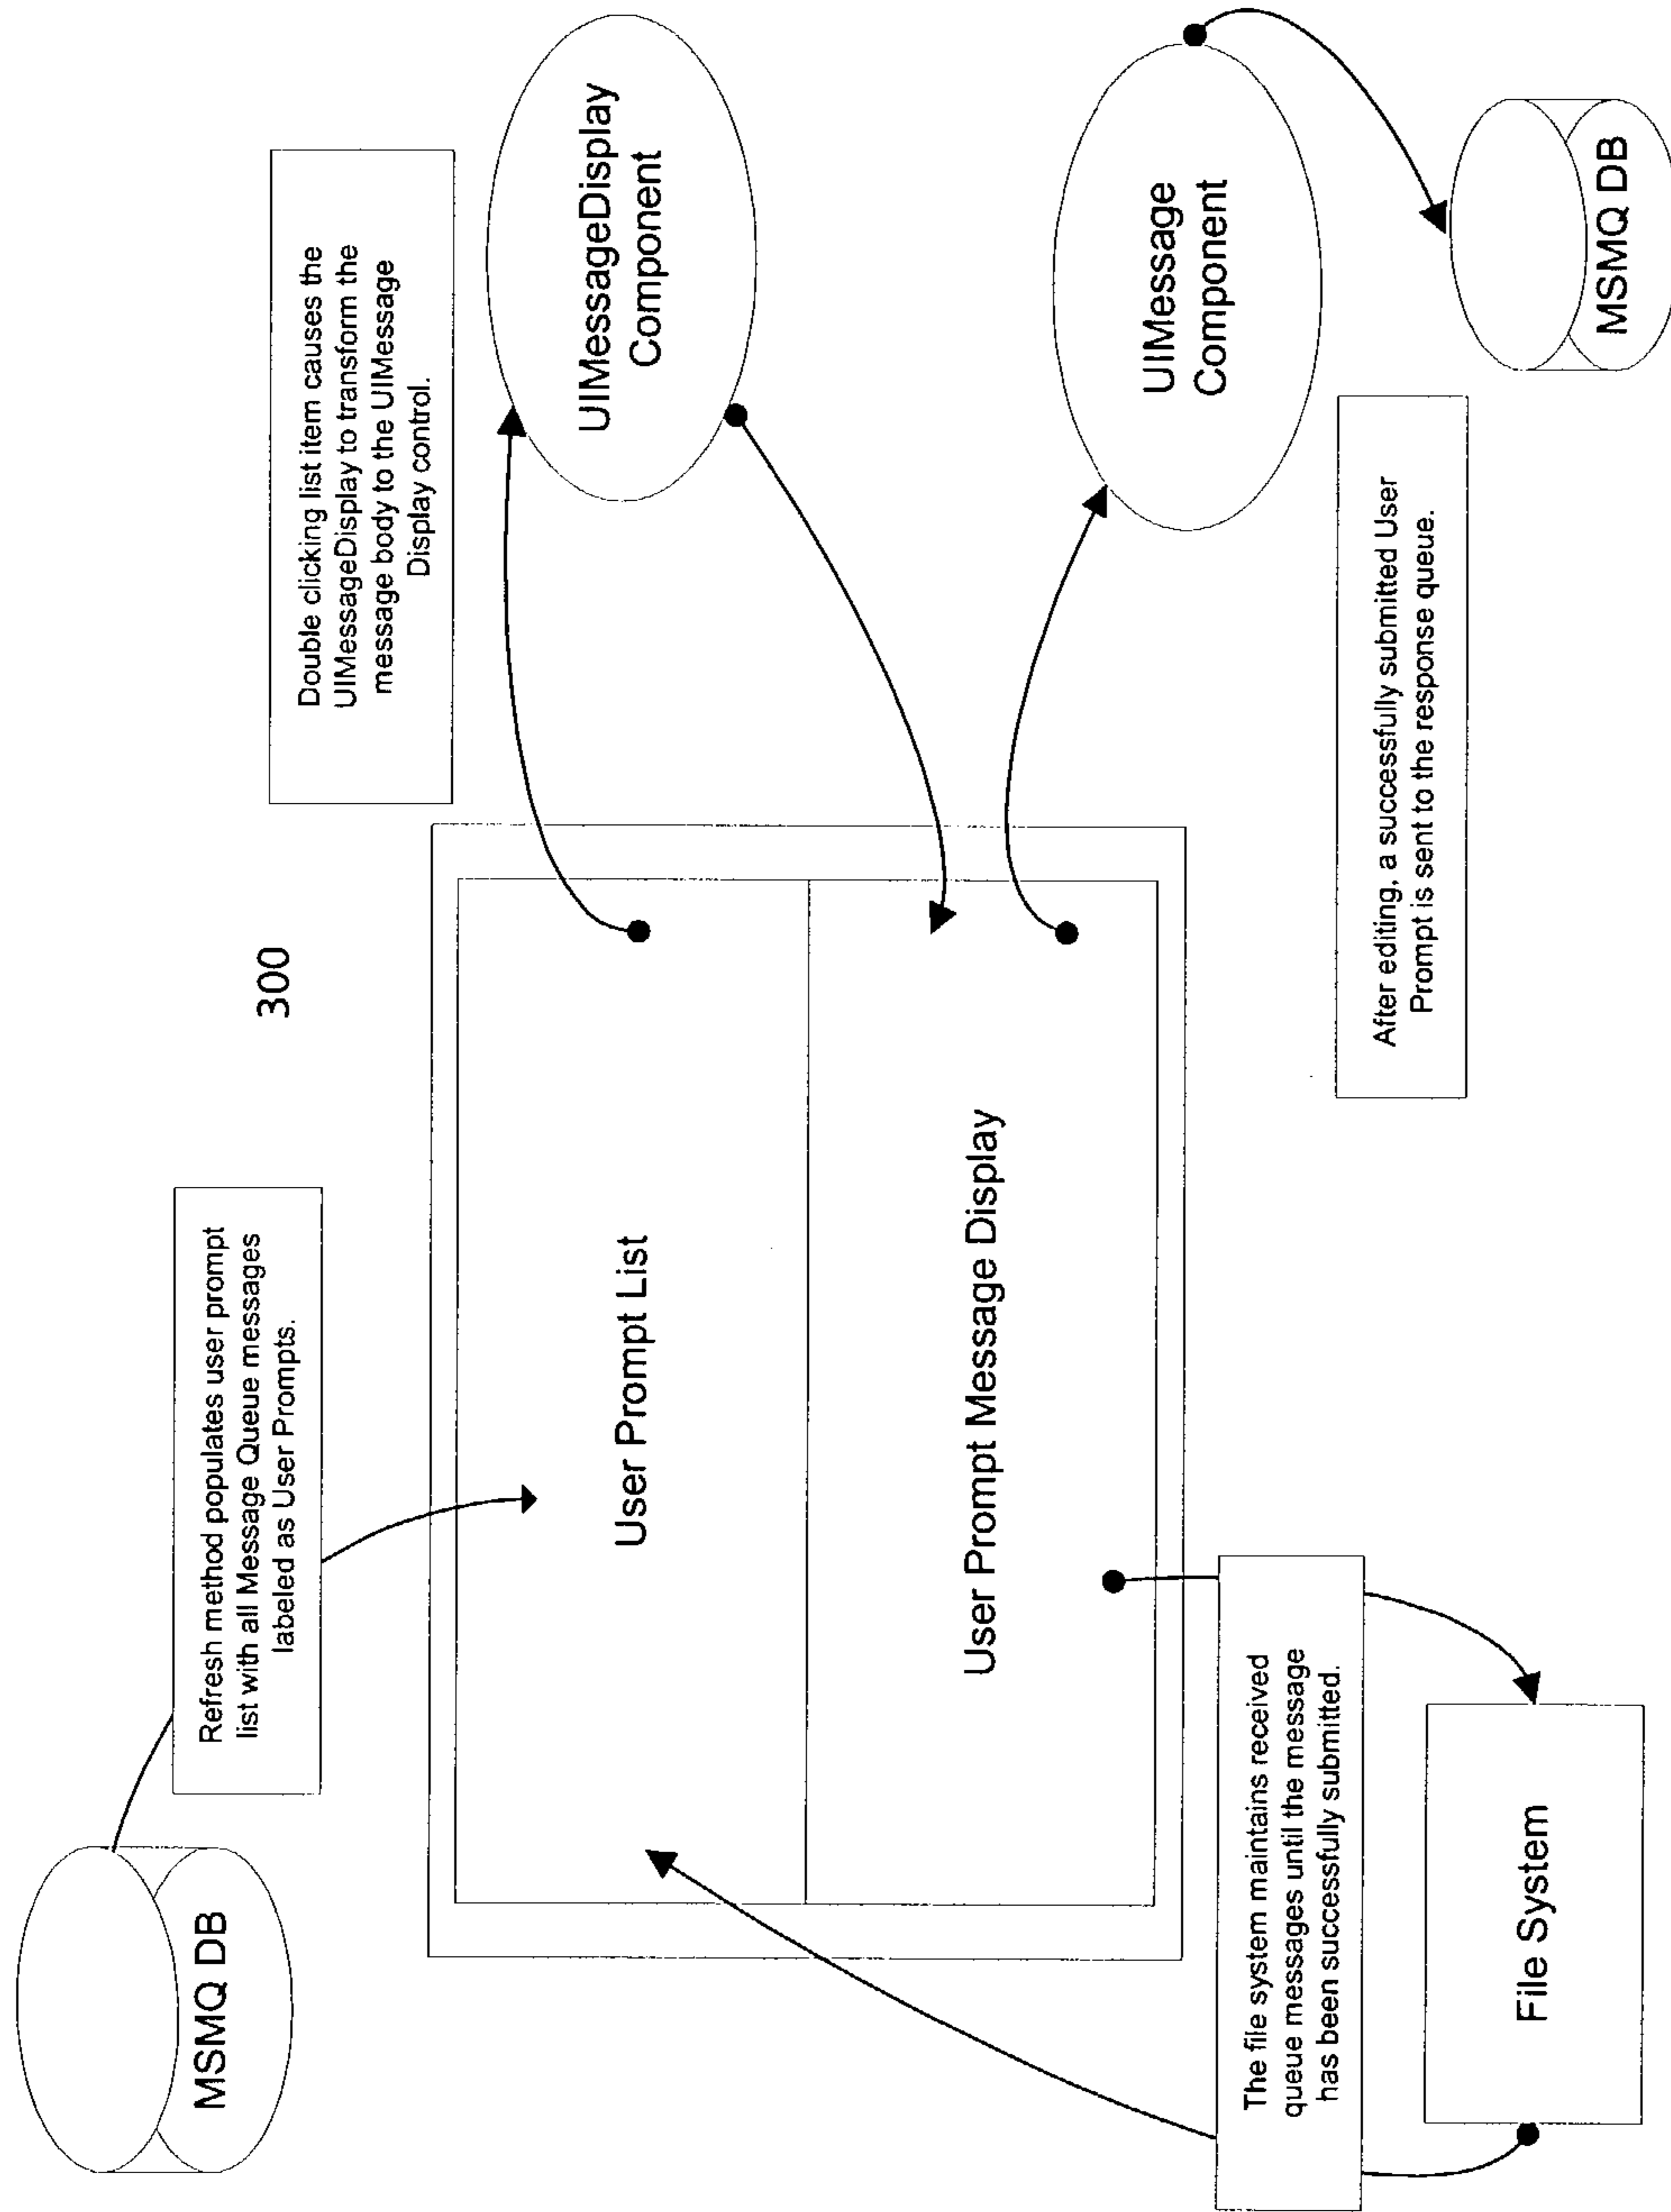 300
MSMQ DB
Refresh method populates user prompt
list with all Message Queue messages
labeled as User Prompts.
Double clicking list item causes the
UIMessageDisplay to transform the
message body to the UIMessage
Display control.
User Prompt List
UIMessageDisplay
Component
User Prompt Message Display
UIMessage
Component
The file system maintains received
queue messages until the message
has been successfully submitted.
After editing, a successfully submitted User
Prompt is sent to the response queue.
File System
MSMQ DB